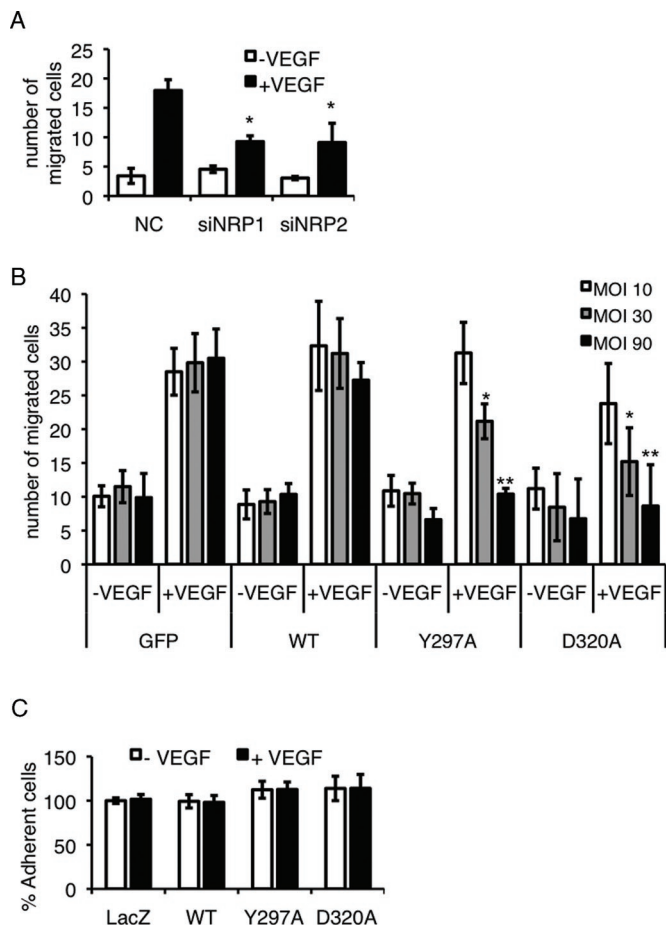 A
number of
migrated cells
25
20
15
10
5
0
-VEGF
+VEGF
*
*
NC siNRP1 siNRP2
B
number of migrated cells
40
35
30
25
20
15
10
5
0
MOI 10
MOI 30
MOI 90
*
**
*
**
-VEGF +VEGF -VEGF +VEGF -VEGF +VEGF -VEGF +VEGF
GFP WT Y297A D320A
C
% Adherent cells
150
100
50
0
- VEGF + VEGF
LacZ WT Y297A D320A